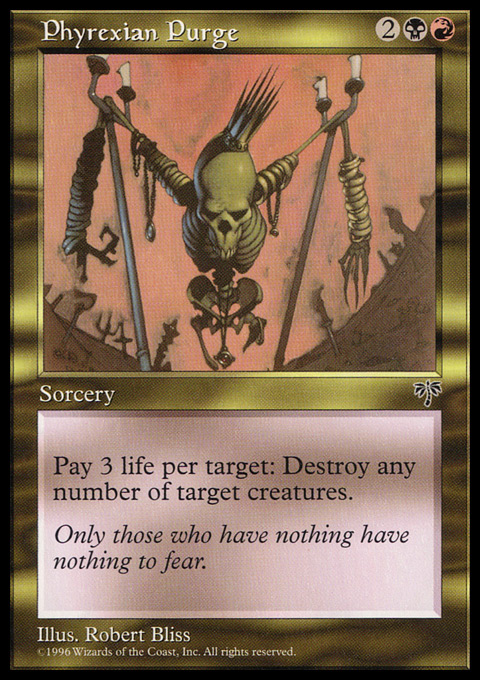 Phyrexian Purge 2
Sorcery
Pay 3 life per target: Destroy any
number of target creatures.
Only those who have nothing have
nothing to fear.
Illus. Robert Bliss
©1996 Wizards of the Coast, Inc. All rights reserved.